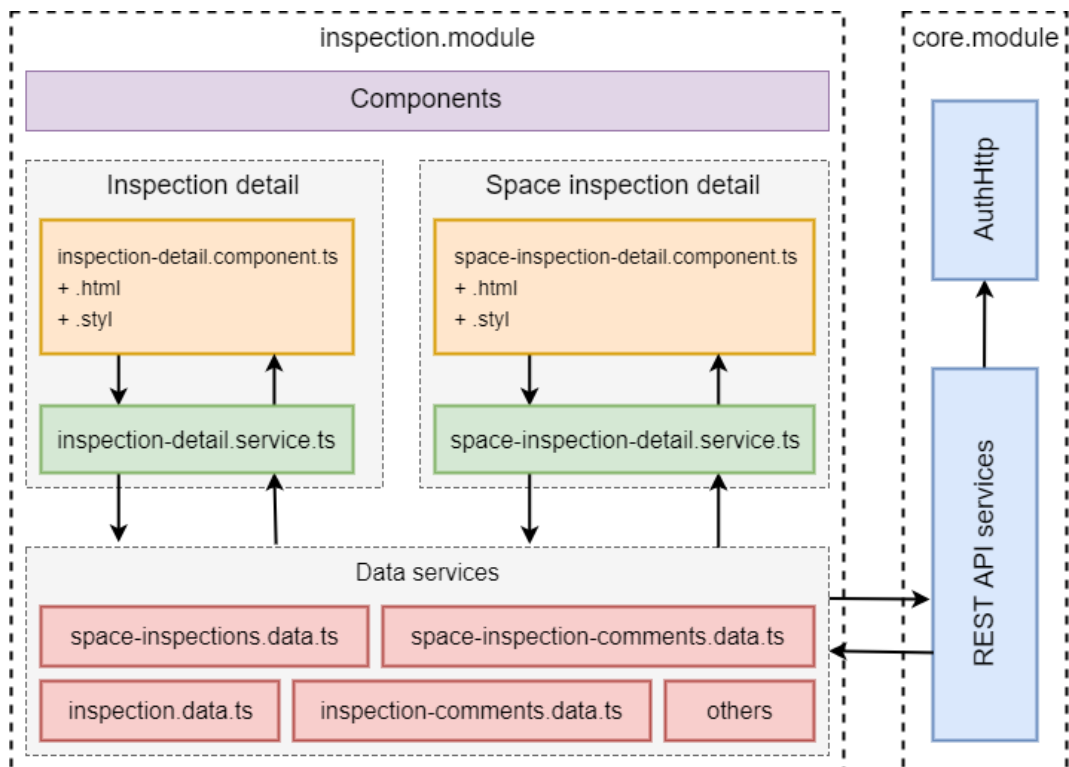 inspection.module
Components
Inspection detail
inspection-detail.component.ts
+ .html
+ .styl
inspection-detail.service.ts
Space inspection detail
space-inspection-detail.component.ts
+ .html
+ .styl
space-inspection-detail.service.ts
Data services
space-inspections.data.ts
space-inspection-comments.data.ts
inspection.data.ts
inspection-comments.data.ts
others
core.module
AuthHttp
REST API services